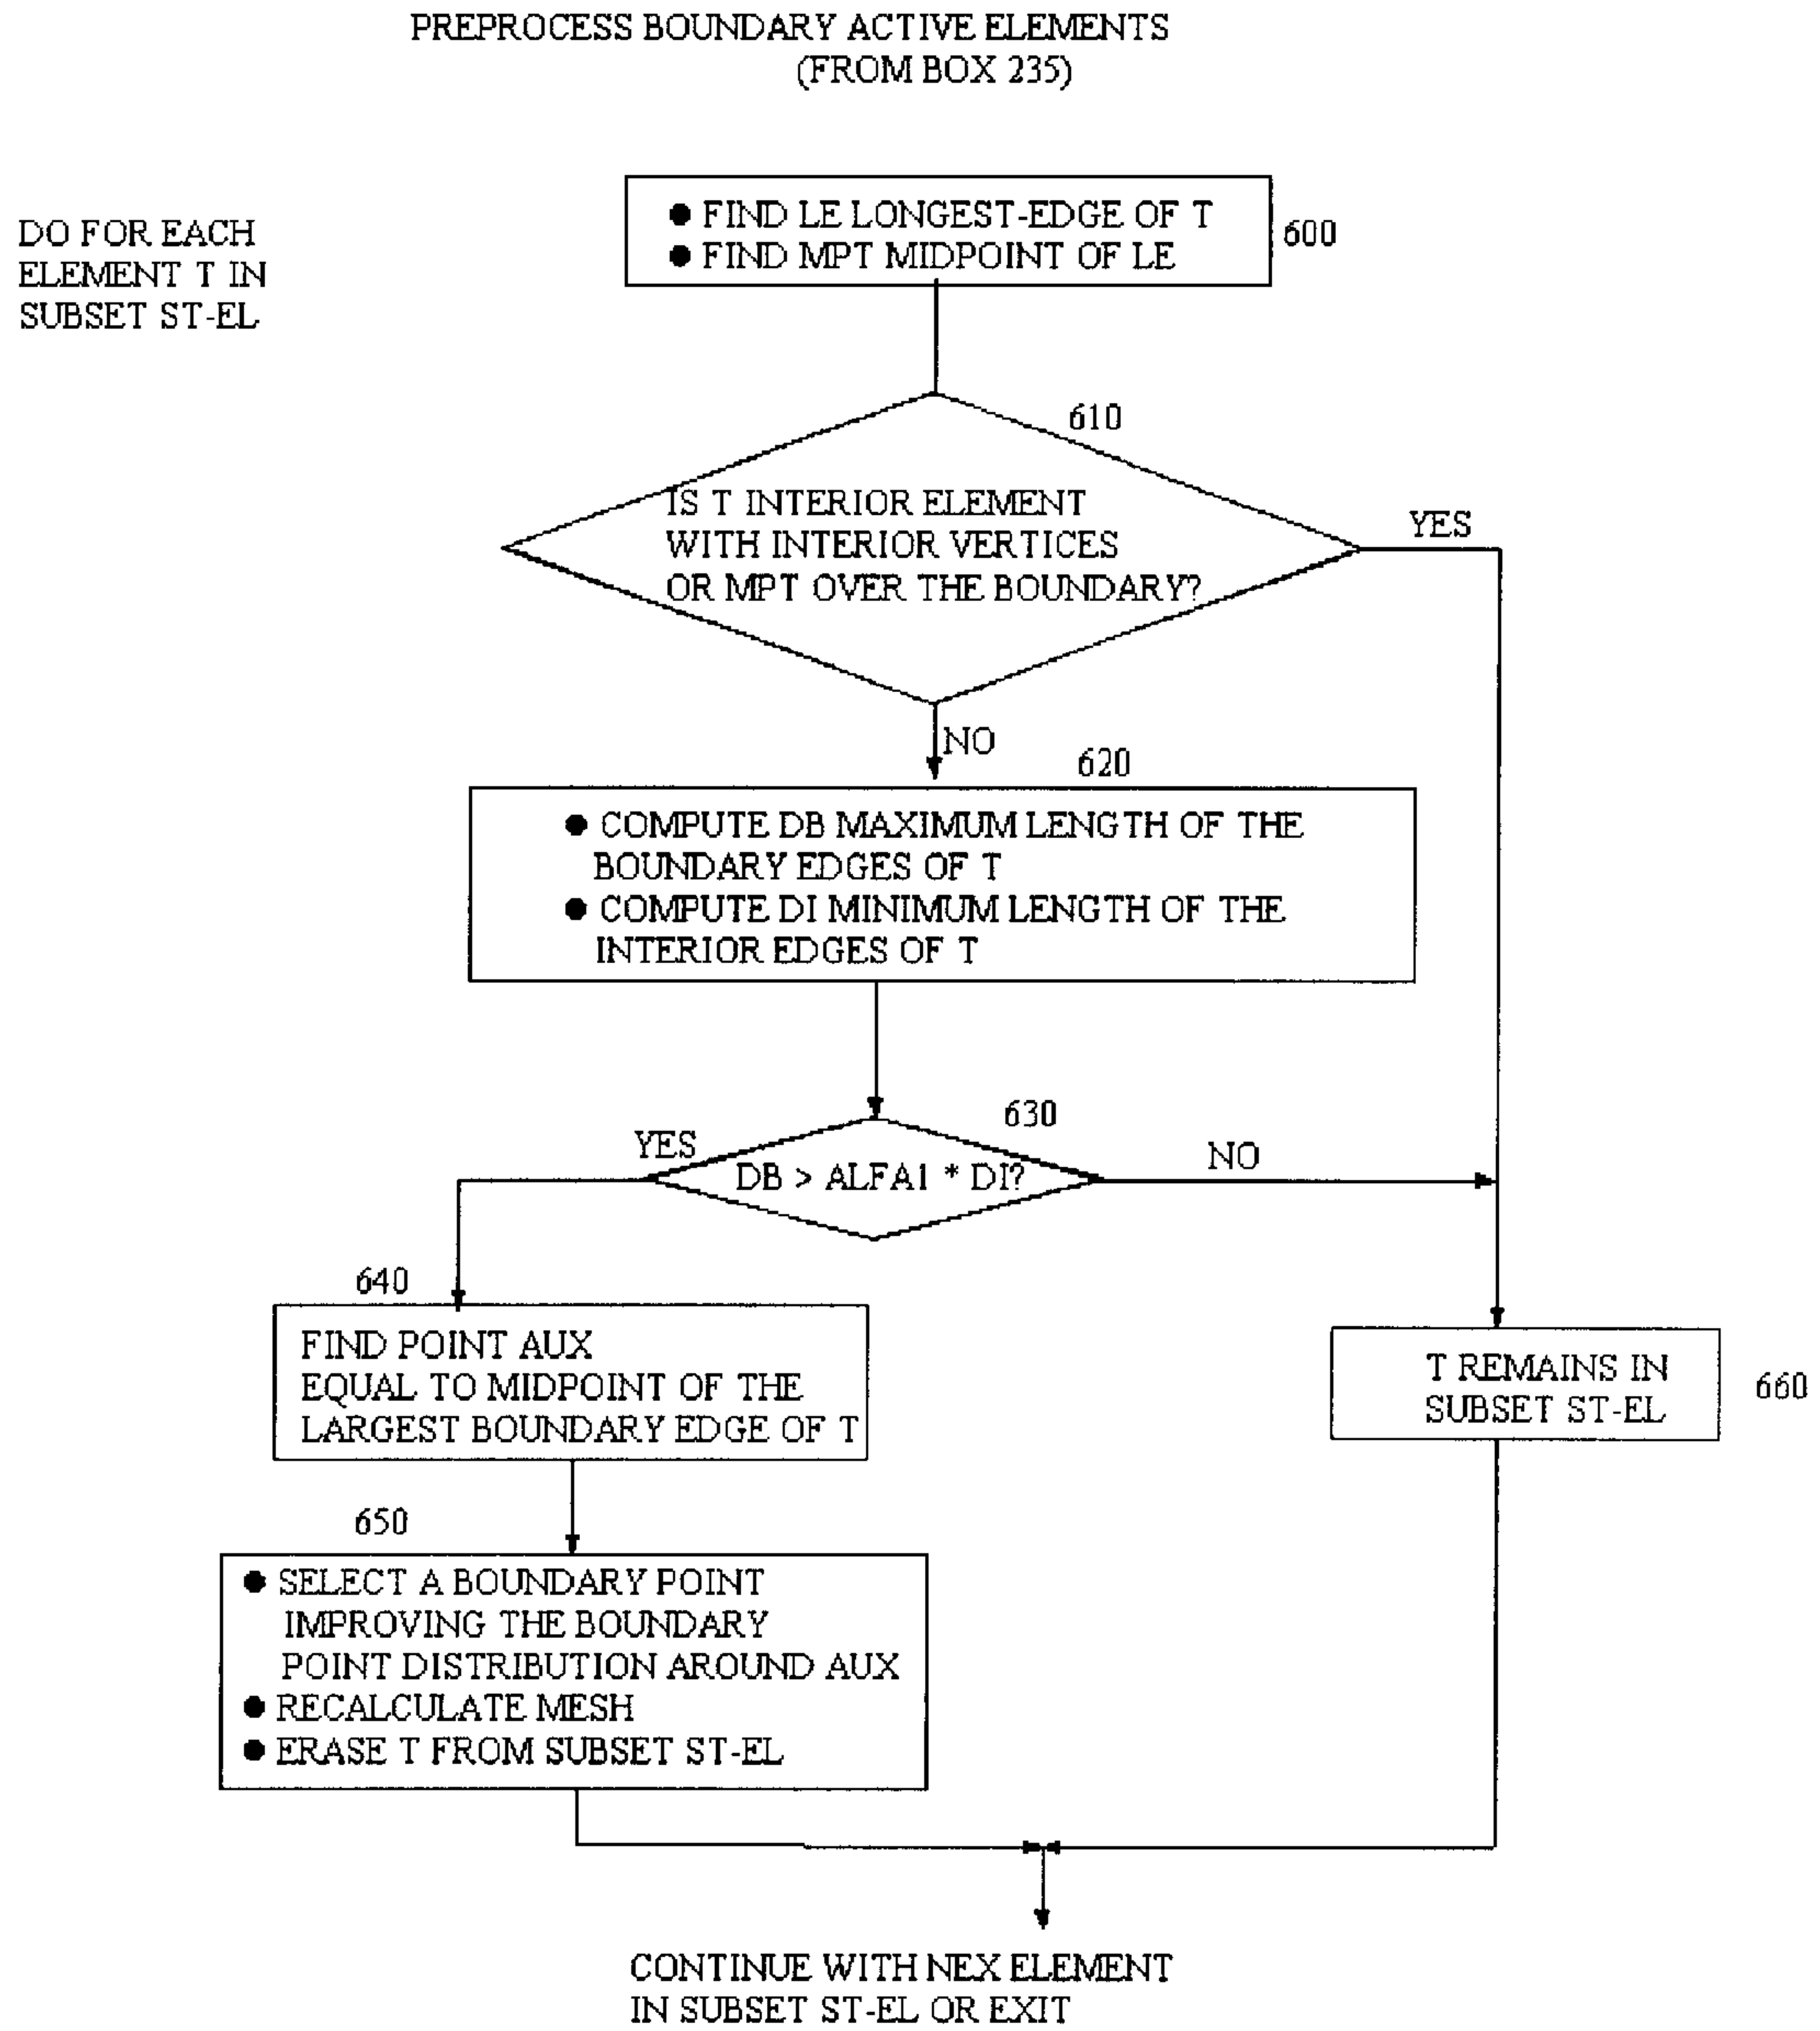 PREPROCESS BOUNDARY ACTIVE ELEMENTS
(FROM BOX 235)
DO FOR EACH
ELEMENT T IN
SUBSET ST-EL
● FIND LE LONGEST-EDGE OF T
● FIND MPT MIDPOINT OF LE
600
610
IS T INTERIOR ELEMENT
WITH INTERIOR VERTICES
OR MPT OVER THE BOUNDARY?
YES
NO
620
● COMPUTE DB MAXIMUM LENGTH OF THE
BOUNDARY EDGES OF T
● COMPUTE DI MINIMUM LENGTH OF THE
INTERIOR EDGES OF T
630
YES
DB > ALFA1 * DI?
NO
640
FIND POINT AUX
EQUAL TO MIDPOINT OF THE
LARGEST BOUNDARY EDGE OF T
T REMAINS IN
SUBSET ST-EL
660
650
● SELECT A BOUNDARY POINT
IMPROVING THE BOUNDARY
POINT DISTRIBUTION AROUND AUX
● RECALCULATE MESH
● ERASE T FROM SUBSET ST-EL
CONTINUE WITH NEX ELEMENT
IN SUBSET ST-EL OR EXIT